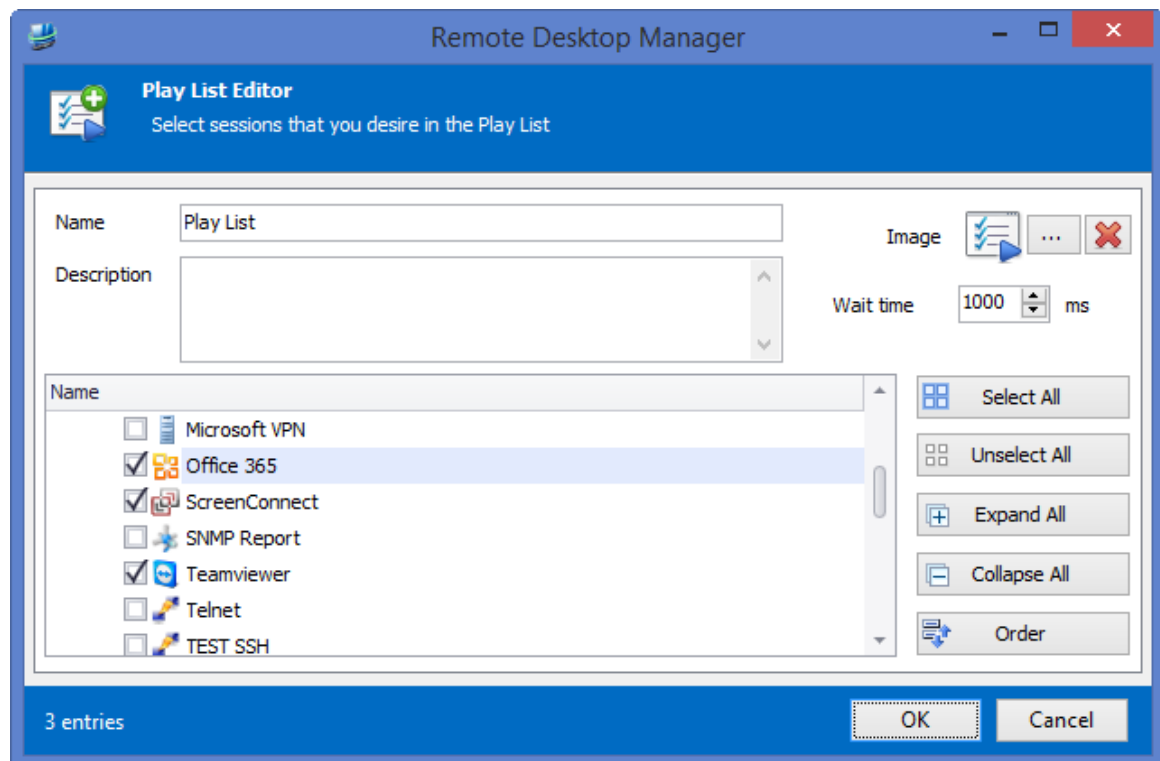 Remote Desktop Manager
Play List Editor
Select sessions that you desire in the Play List
Name
Play List
Image
...
Description
Wait time
1000
ms
Name
Microsoft VPN
Office 365
ScreenConnect
SNMP Report
Teamviewer
Telnet
TEST SSH
Select All
Unselect All
Expand All
Collapse All
Order
3 entries
OK
Cancel